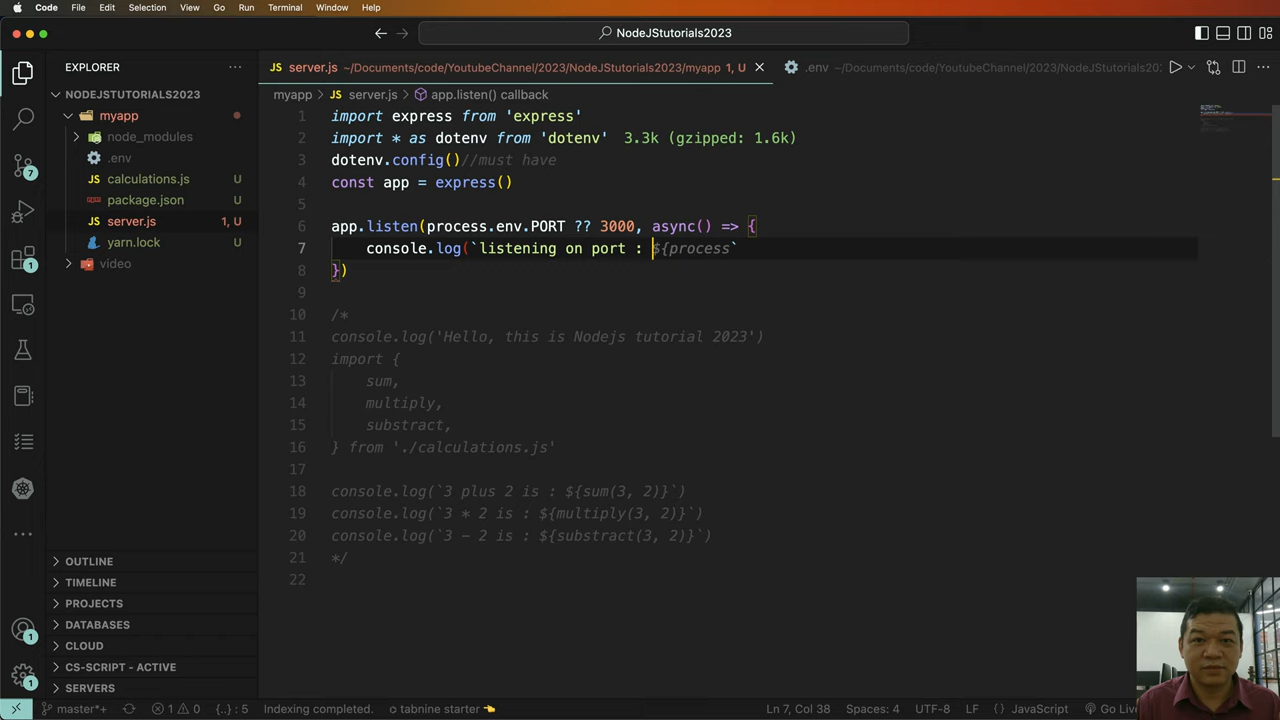 Code File Edit Selection View Go Run Terminal Window Help
NodeJStutorials2023
EXPLORER
server.js ~/Documents/code/YoutubeChannel/2023/NodeJStutorials2023/myapp 1, U
.env ~/Documents/code/YoutubeChannel/2023/NodeJStutorials202:
NODEJSTUTORIALS2023
myapp
node_modules
.env
calculations.js U
package.json U
server.js 1, U
yarn.lock U
video
myapp > server.js > app.listen() callback
1 import express from 'express'
2 import * as dotenv from 'dotenv' 3.3k (gzipped: 1.6k)
3 dotenv.config()//must have
4 const app = express()
5
6 app.listen(process.env.PORT ?? 3000, async() => {
7 console.log(`listening on port : ${process`
8 })
9
10 /*
11 console.log('Hello, this is Nodejs tutorial 2023')
12 import {
13 sum,
14 multiply,
15 substract,
16 } from './calculations.js'
17
18 console.log(`3 plus 2 is : ${sum(3, 2)}`)
19 console.log(`3 * 2 is : ${multiply(3, 2)}`)
20 console.log(`3 - 2 is : ${substract(3, 2)}`)
21 */
22
7
1
1
OUTLINE
TIMELINE
PROJECTS
DATABASES
CLOUD
CS-SCRIPT - ACTIVE
SERVERS
master*+ 1 0 {..} : 5 Indexing completed. tabnine starter Ln 7, Col 38 Spaces: 4 UTF-8 LF {} JavaScript Go Live